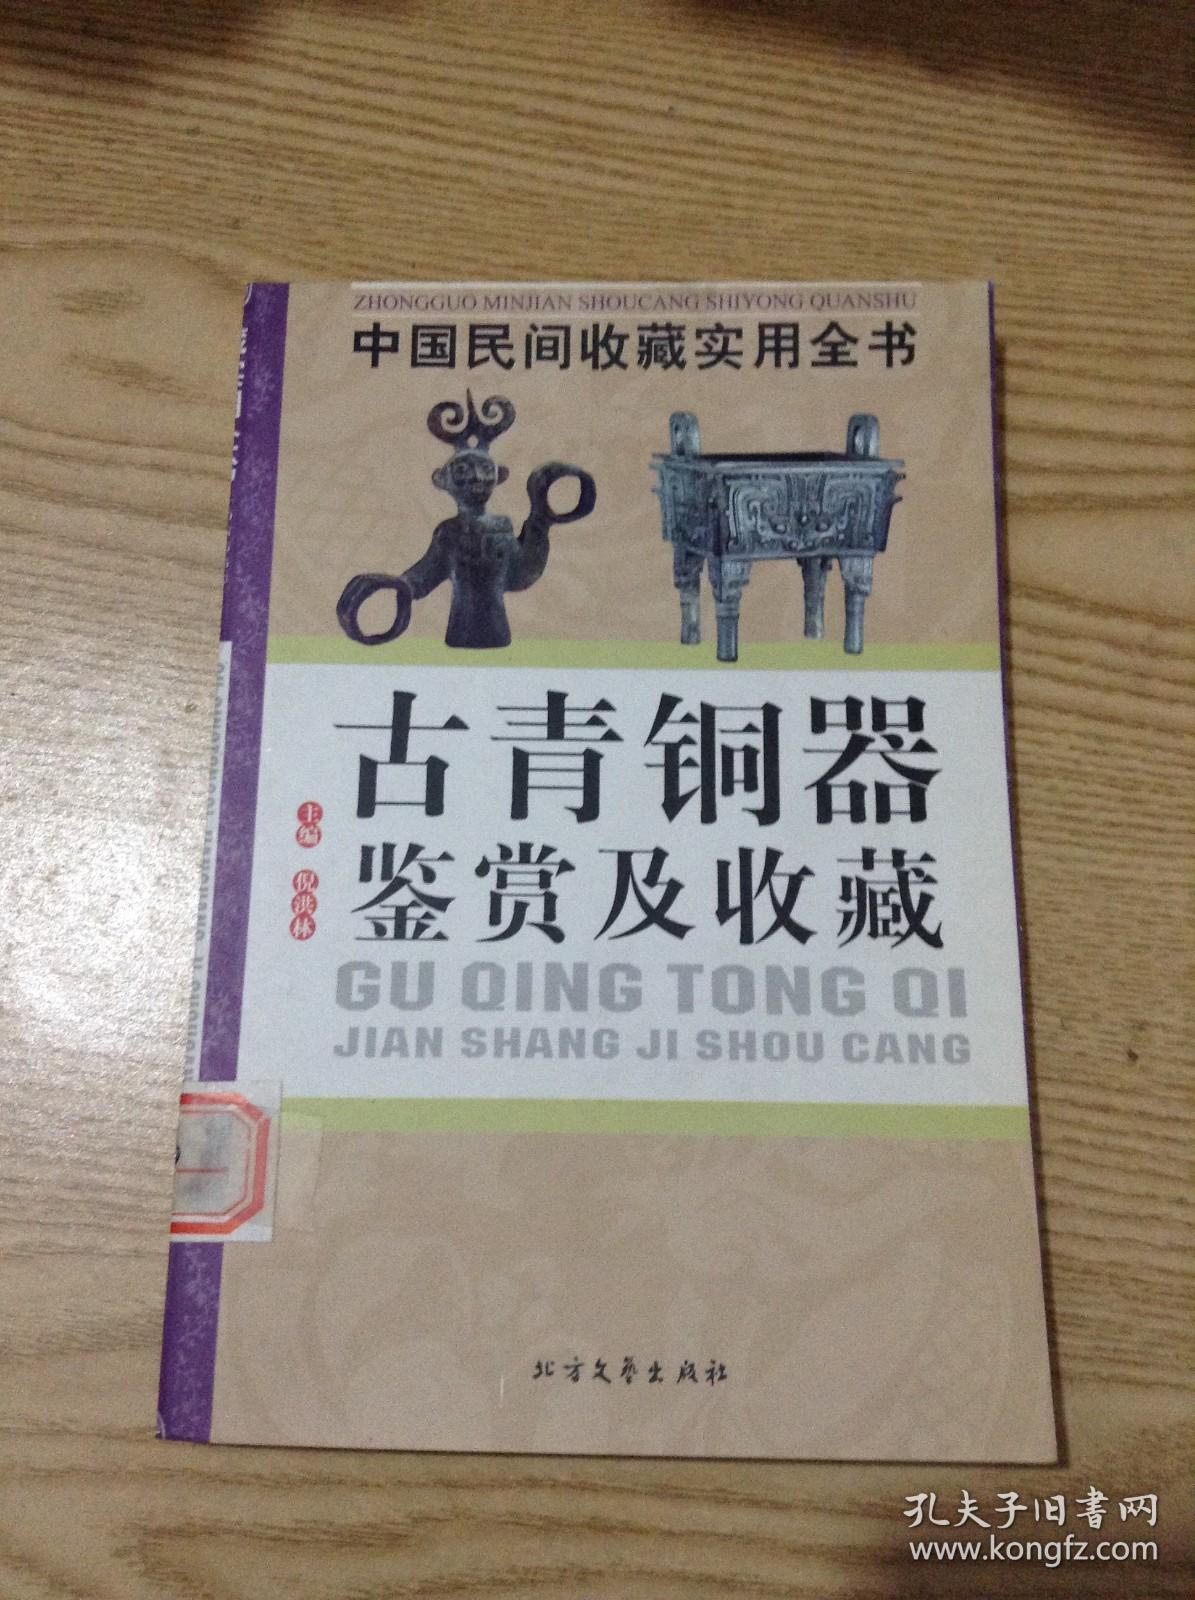 ZHONGGUO MINJIAN SHOUCANG SHIYONG QUANSHU
中国民间收藏实用全书
古青铜器
鉴赏及收藏
主编 倪洪林
GU QING TONG QI
JIAN SHANG JI SHOU CANG
北方文艺出版社
孔夫子旧书网
www.kongfz.com